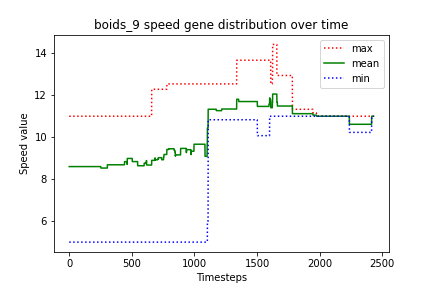 boids_9 speed gene distribution over time
max
mean
min
Speed value
14
12
10
8
6
0
500
1000
1500
2000
2500
Timesteps